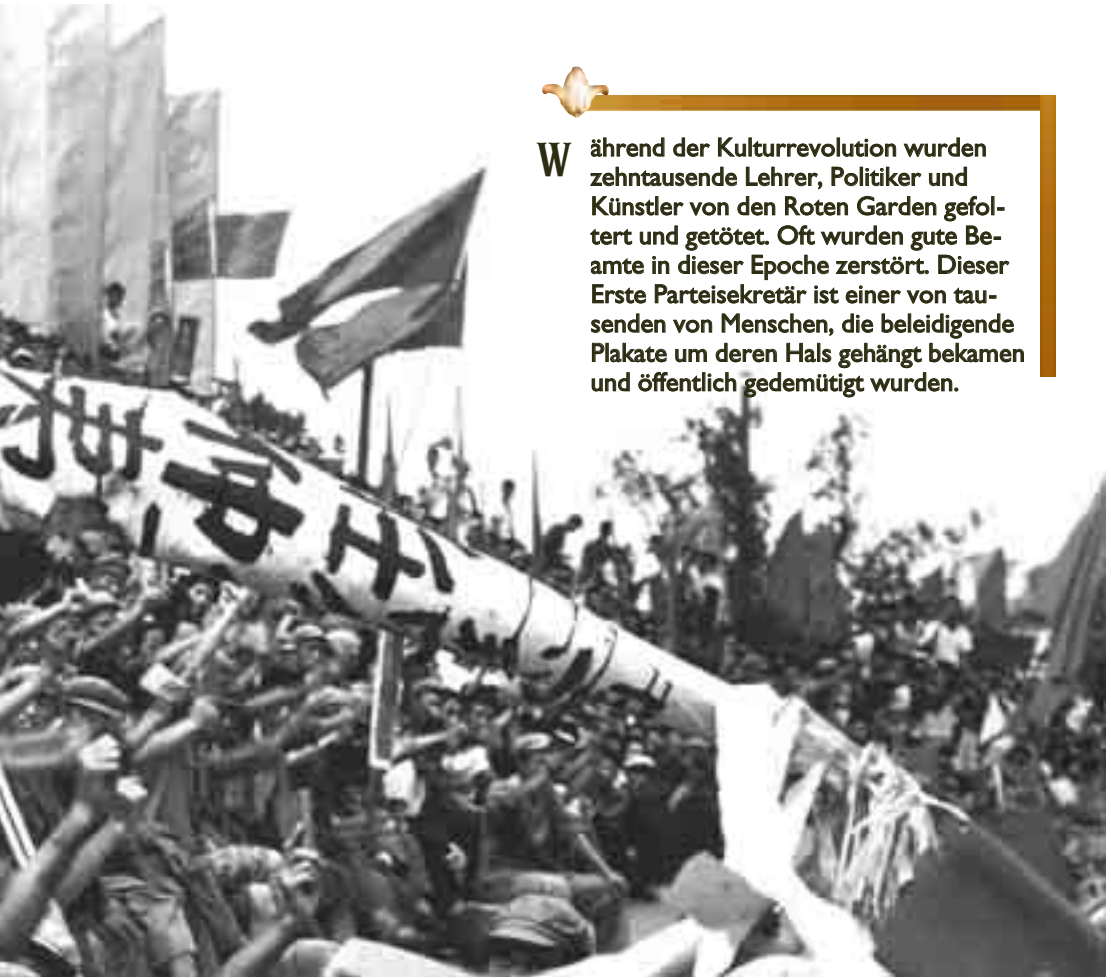 Während der Kulturrevolution wurden
zehntausende Lehrer, Politiker und
Künstler von den Roten Garden gefol-
tert und getötet. Oft wurden gute Be-
amte in dieser Epoche zerstört. Dieser
Erste Parteisekretär ist einer von tau-
senden von Menschen, die beleidigende
Plakate um deren Hals gehängt bekamen
und öffentlich gedemütigt wurden.